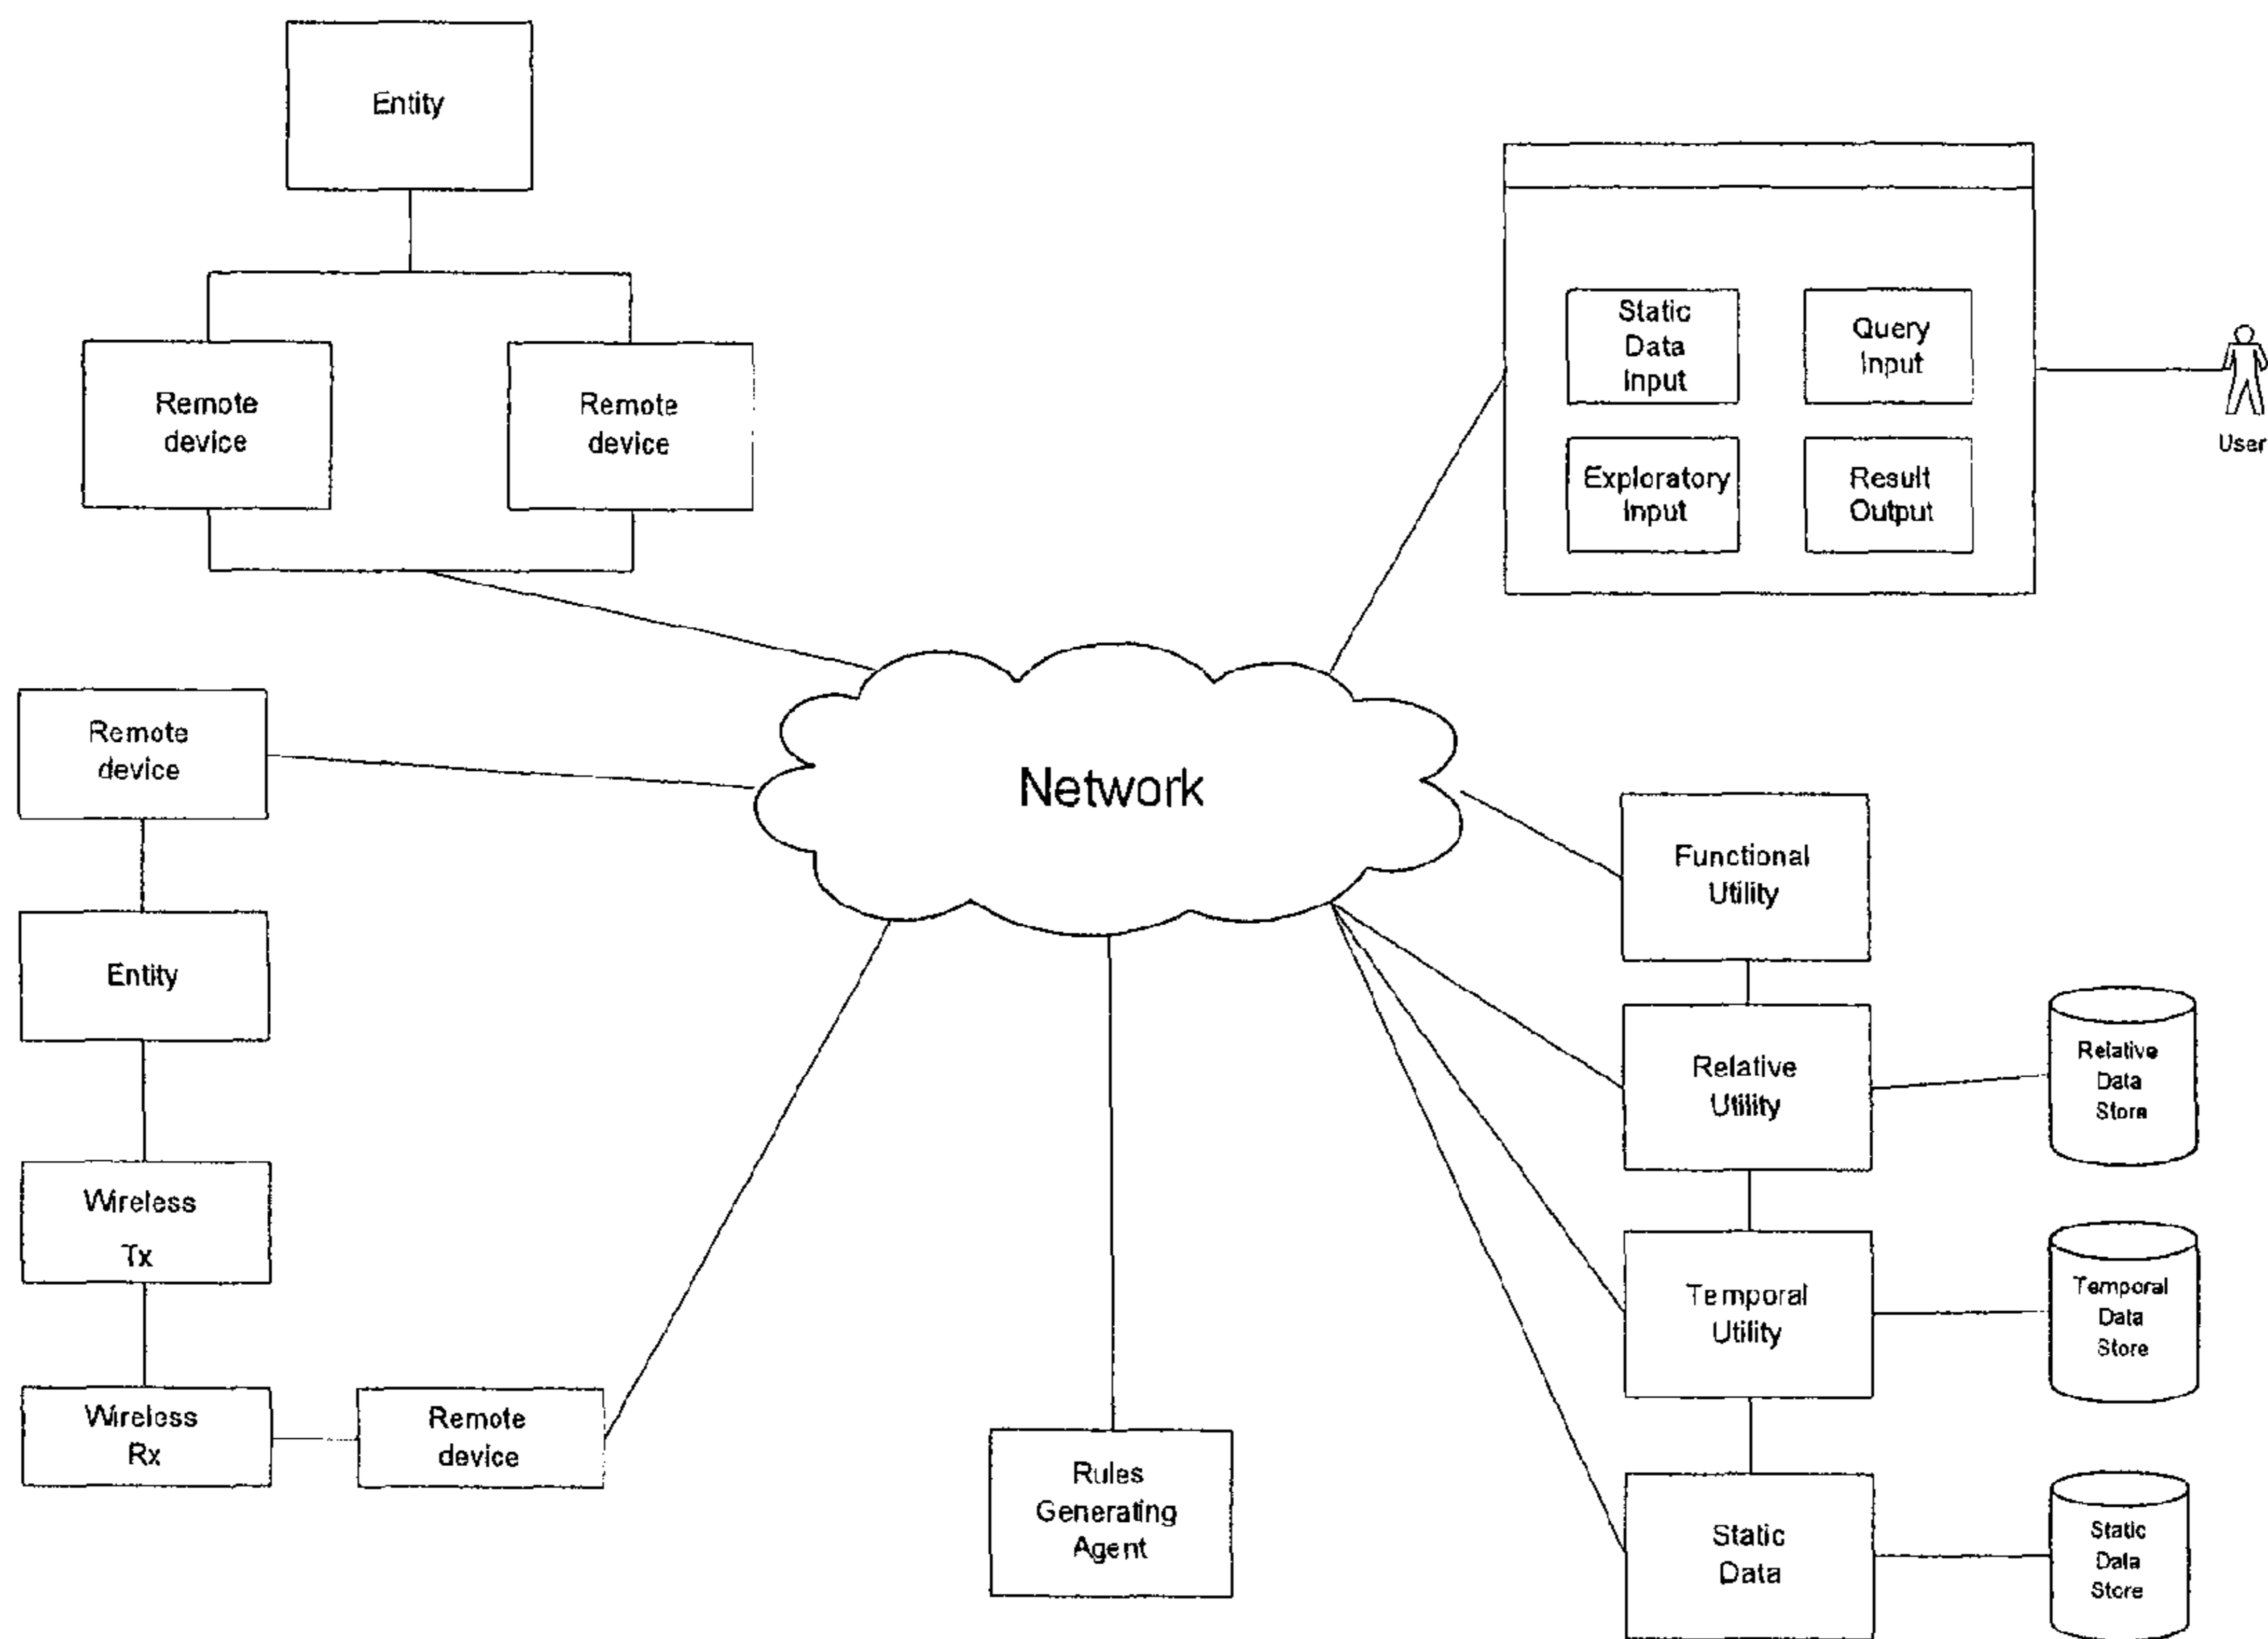 Entity
Remote
device
Remote
device
Static
Data
Input
Query
Input
Exploratory
Input
Result
Output
User
Remote
device
Network
Entity
Functional
Utility
Relative
Utility
Relative
Data
Store
Wireless
Tx
Temporal
Utility
Temporal
Data
Store
Wireless
Rx
Remote
device
Rules
Generating
Agent
Static
Data
Static
Data
Store